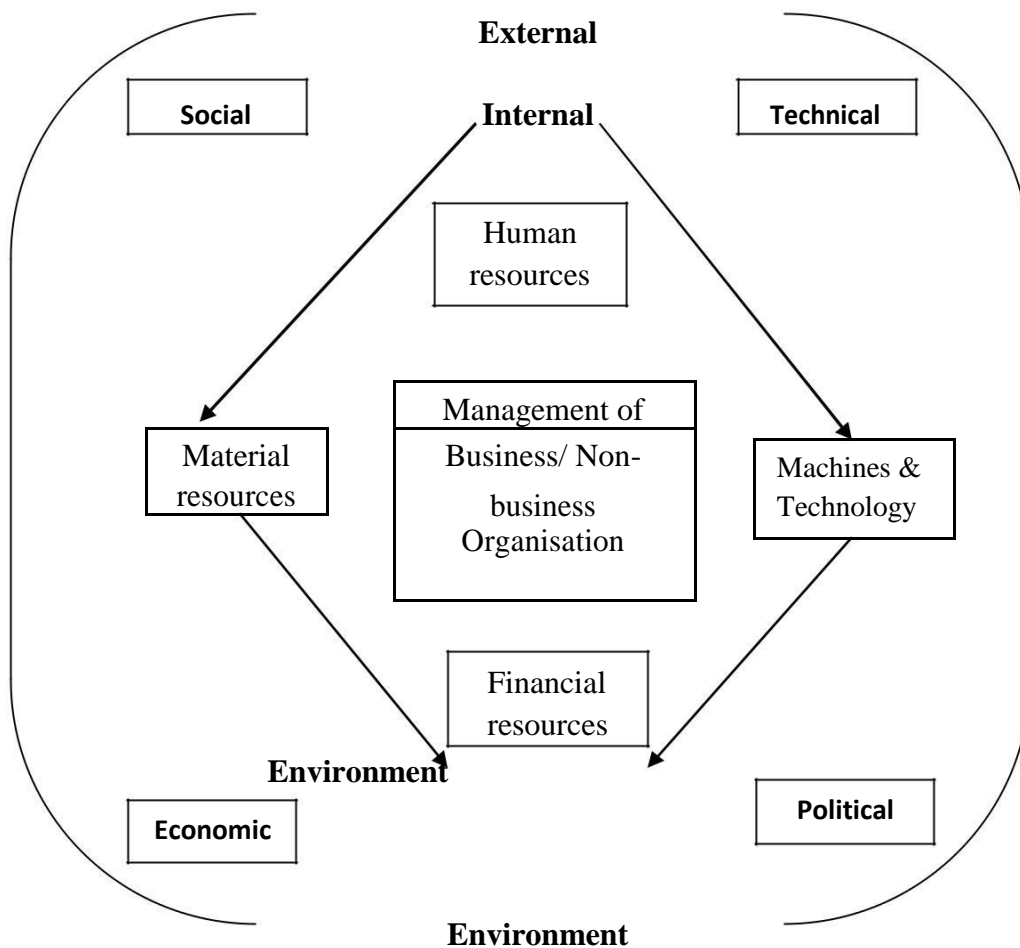 External
Social
Technical
Internal
Human
resources
Management of
Business/ Non-
business
Organisation
Material
resources
Machines &
Technology
Financial
resources
Environment
Economic
Political
Environment